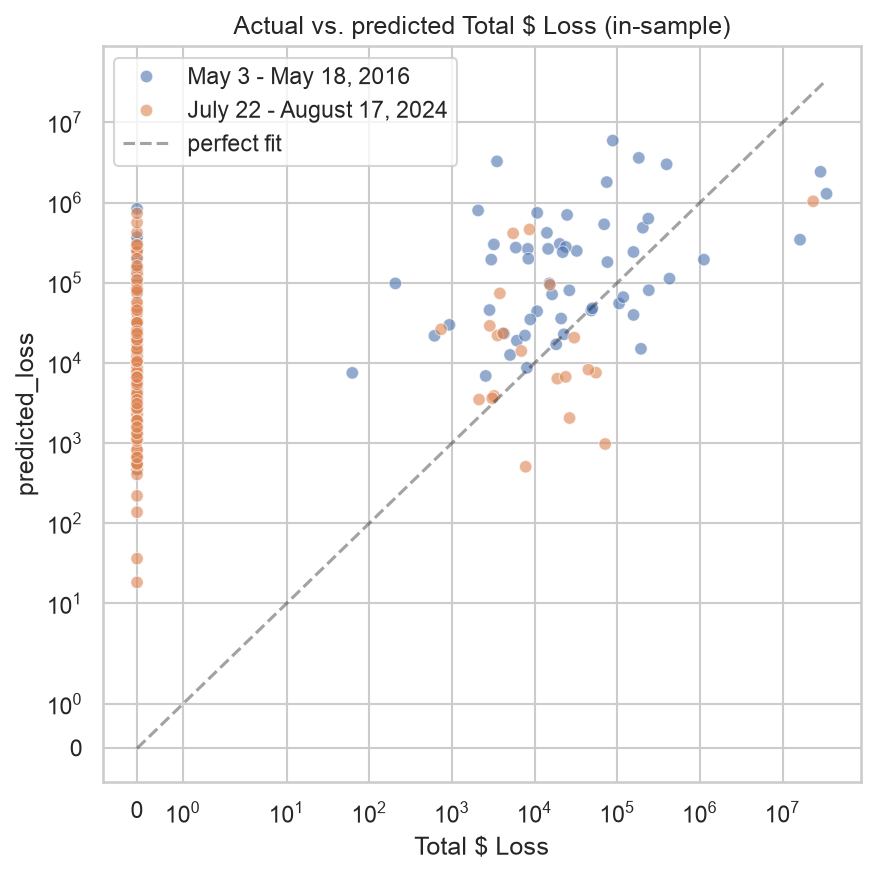 Actual vs. predicted Total $ Loss (in-sample)
May 3 - May 18, 2016
July 22 - August 17, 2024
perfect fit
10⁷
10⁶
10⁵
10⁴
10³
10²
10¹
10⁰
0
predicted_loss
0 10⁰ 10¹ 10² 10³ 10⁴ 10⁵ 10⁶ 10⁷
Total $ Loss